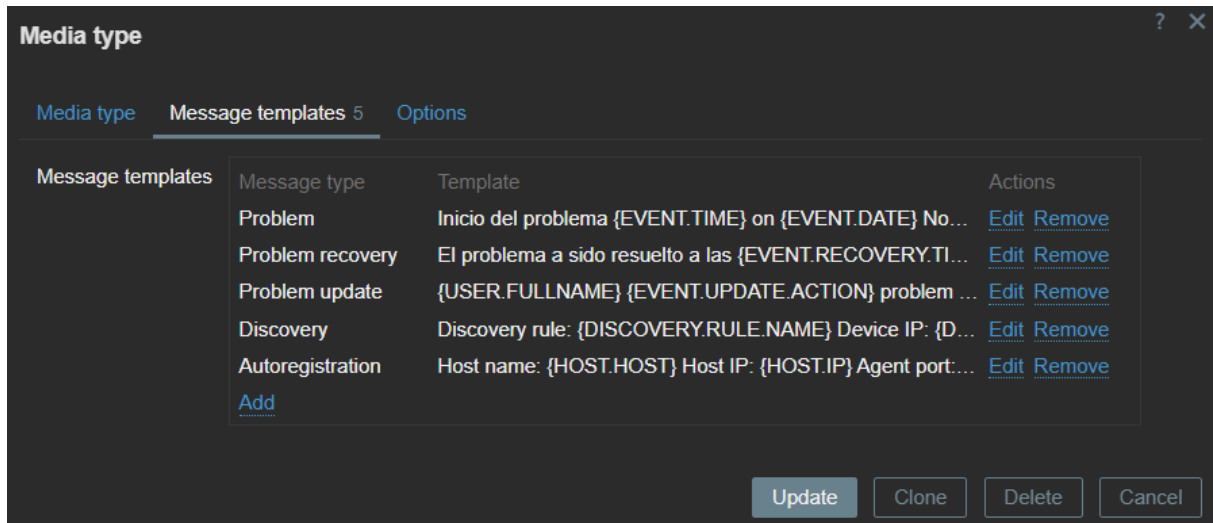 Media type
? ✕
Media type Message templates 5 Options
Message templates Message type Template Actions
Problem Inicio del problema {EVENT.TIME} on {EVENT.DATE} No... Edit Remove
Problem recovery El problema a sido resuelto a las {EVENT.RECOVERY.TI... Edit Remove
Problem update {USER.FULLNAME} {EVENT.UPDATE.ACTION} problem ... Edit Remove
Discovery Discovery rule: {DISCOVERY.RULE.NAME} Device IP: {D... Edit Remove
Autoregistration Host name: {HOST.HOST} Host IP: {HOST.IP} Agent port:... Edit Remove
Add
Update Clone Delete Cancel